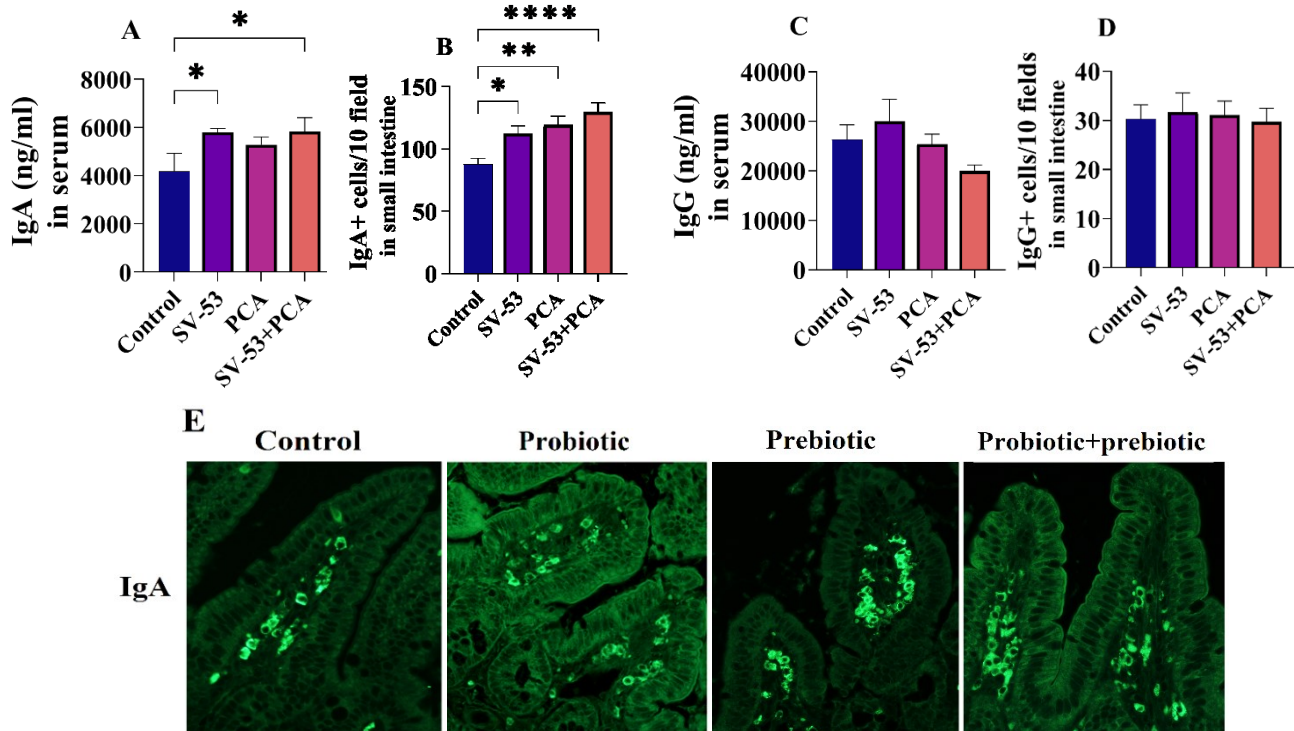 A
* 
*
IgA (ng/ml)
in serum
8000
6000
4000
2000
0
Control
SV-53
PCA
SV-53+PCA
B
****
**
*
IgA+ cells/10 field
in small intestine
150
100
50
0
Control
SV-53
PCA
SV-53+PCA
C
IgG (ng/ml)
in serum
40000
30000
20000
10000
0
Control
SV-53
PCA
SV-53+PCA
D
IgG+ cells/10 fields
in small intestine
40
30
20
10
0
Control
SV-53
PCA
SV-53+PCA
E
Control
Probiotic
Prebiotic
Probiotic+prebiotic
IgA